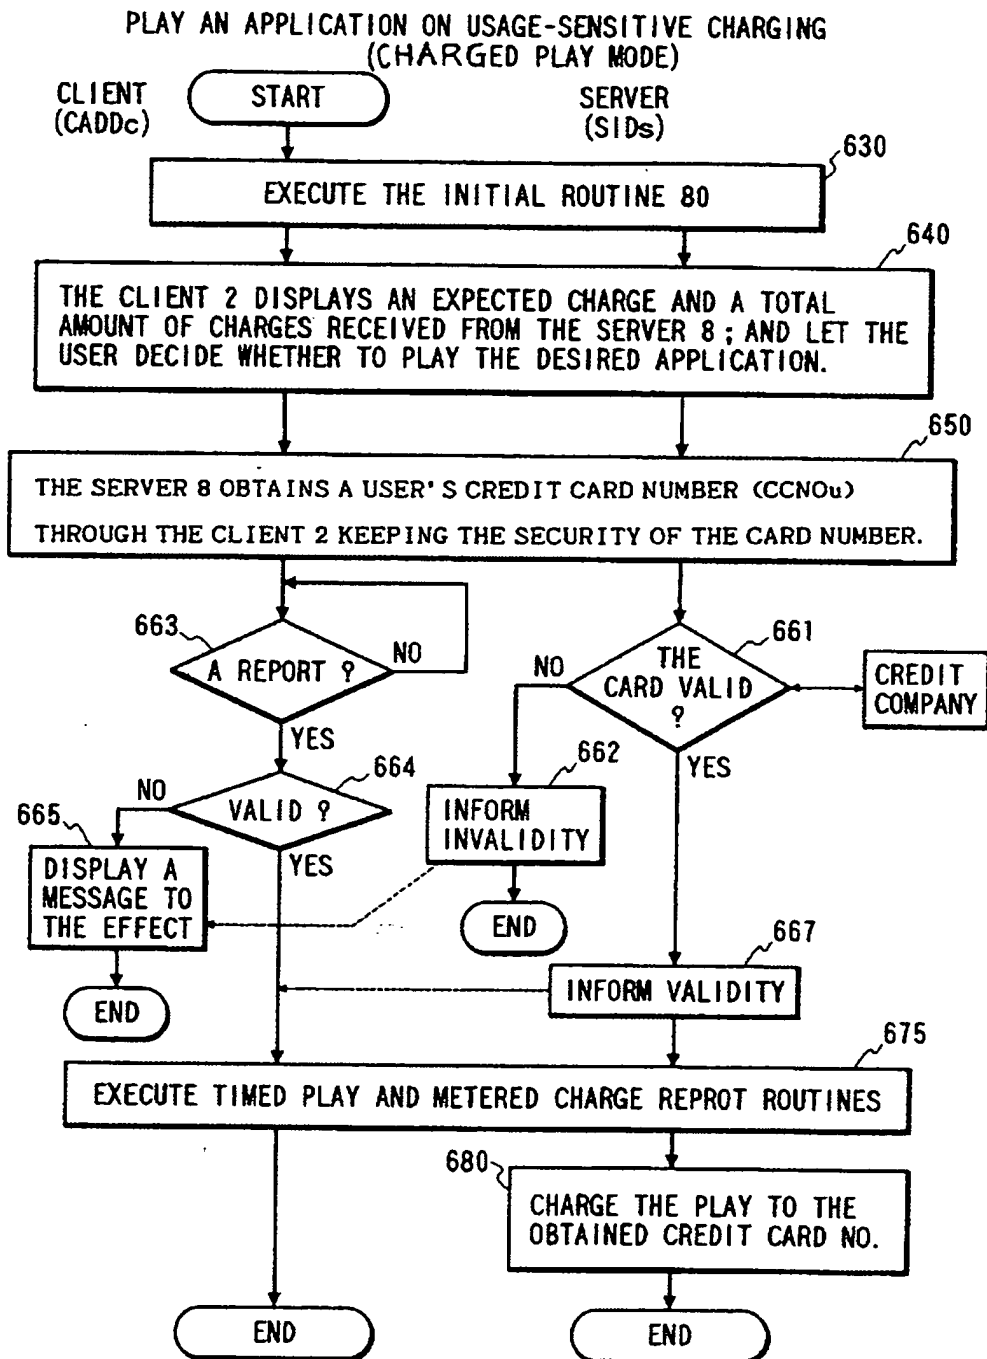 PLAY AN APPLICATION ON USAGE-SENSITIVE CHARGING
(CHARGED PLAY MODE)
CLIENT
(CADDc)
START
SERVER
(SIDs)
630
EXECUTE THE INITIAL ROUTINE 80
640
THE CLIENT 2 DISPLAYS AN EXPECTED CHARGE AND A TOTAL
AMOUNT OF CHARGES RECEIVED FROM THE SERVER 8 ; AND LET THE
USER DECIDE WHETHER TO PLAY THE DESIRED APPLICATION.
650
THE SERVER 8 OBTAINS A USER'S CREDIT CARD NUMBER (CCNOu)
THROUGH THE CLIENT 2 KEEPING THE SECURITY OF THE CARD NUMBER.
663
A REPORT ?
NO
YES
661
THE
CARD VALID
?
NO
YES
CREDIT
COMPANY
664
VALID ?
NO
YES
662
INFORM
INVALIDITY
END
665
DISPLAY A
MESSAGE TO
THE EFFECT
END
667
INFORM VALIDITY
675
EXECUTE TIMED PLAY AND METERED CHARGE REPROT ROUTINES
680
CHARGE THE PLAY TO THE
OBTAINED CREDIT CARD NO.
END
END